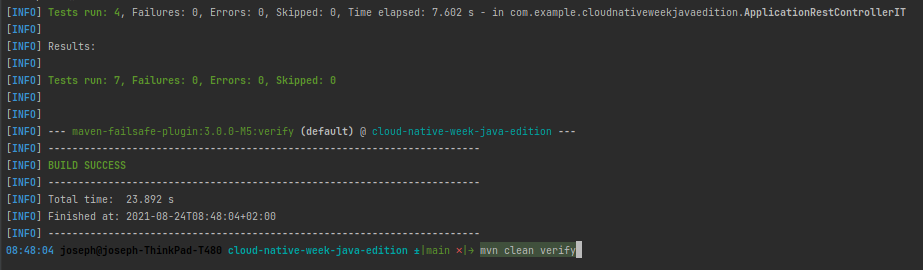 [INFO] Tests run: 4, Failures: 0, Errors: 0, Skipped: 0, Time elapsed: 7.602 s - in com.example.cloudnativeweekjavaedition.ApplicationRestControllerIT
[INFO]
[INFO] Results:
[INFO]
[INFO] Tests run: 7, Failures: 0, Errors: 0, Skipped: 0
[INFO]
[INFO]
[INFO] --- maven-failsafe-plugin:3.0.0-M5:verify (default) @ cloud-native-week-java-edition ---
[INFO] ------------------------------------------------------------------------
[INFO] BUILD SUCCESS
[INFO] ------------------------------------------------------------------------
[INFO] Total time:  23.892 s
[INFO] Finished at: 2021-08-24T08:48:04+02:00
[INFO] ------------------------------------------------------------------------
08:48:04 joseph@joseph-ThinkPad-T480 cloud-native-week-java-edition ±|main ✗|→ mvn clean verify